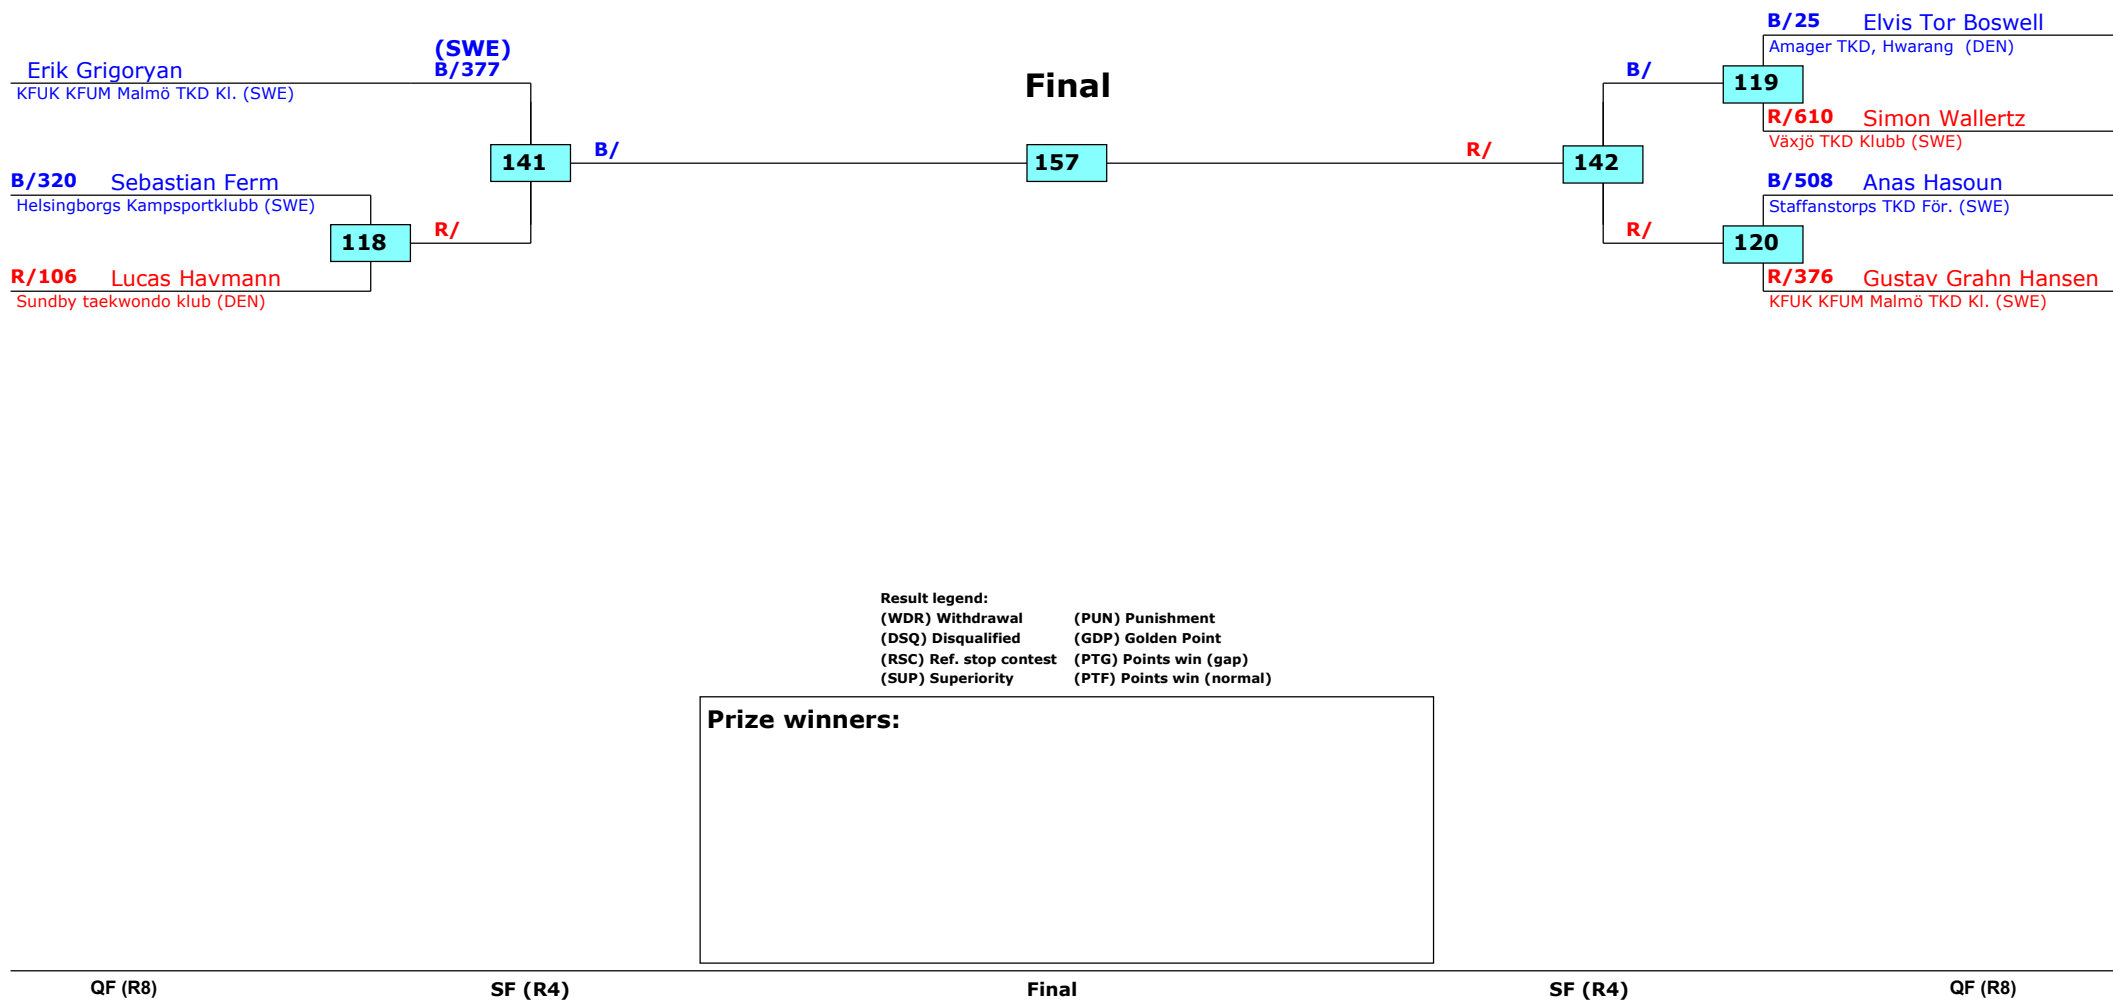 (SWE)
Erik Grigoryan
B/377
KFUK KFUM Malmö TKD Kl. (SWE)
141
B/
B/320 Sebastian Ferm
Helsingborgs Kampsportklubb (SWE)
118
R/
R/106 Lucas Havmann
Sundby taekwondo klub (DEN)
Final
157
B/25 Elvis Tor Boswell
Amager TKD, Hwarang (DEN)
B/
119
R/610 Simon Wallertz
Växjö TKD Klubb (SWE)
R/
142
B/508 Anas Hasoun
Staffanstorps TKD För. (SWE)
R/
120
R/376 Gustav Grahn Hansen
KFUK KFUM Malmö TKD Kl. (SWE)
Result legend:
(WDR) Withdrawal (PUN) Punishment
(DSQ) Disqualified (GDP) Golden Point
(RSC) Ref. stop contest (PTG) Points win (gap)
(SUP) Superiority (PTF) Points win (normal)
Prize winners:
QF (R8) SF (R4) Final SF (R4) QF (R8)